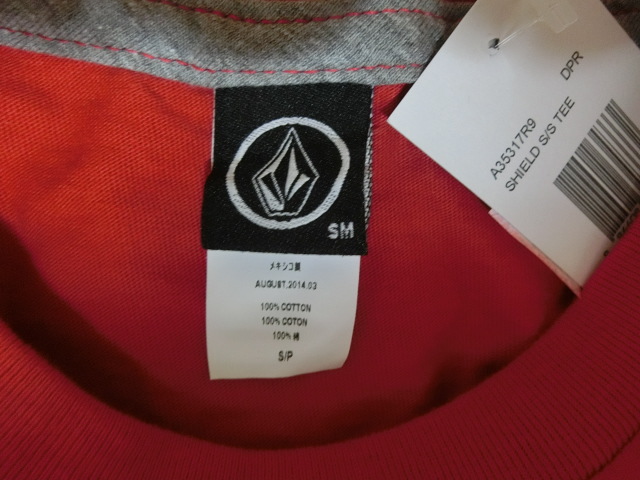 SM
メキシコ製
AUGUST.2014.03
100% COTTON
100% COTON
100% 綿
S/P
DPR
A35317R9
SHIELD S/S TEE